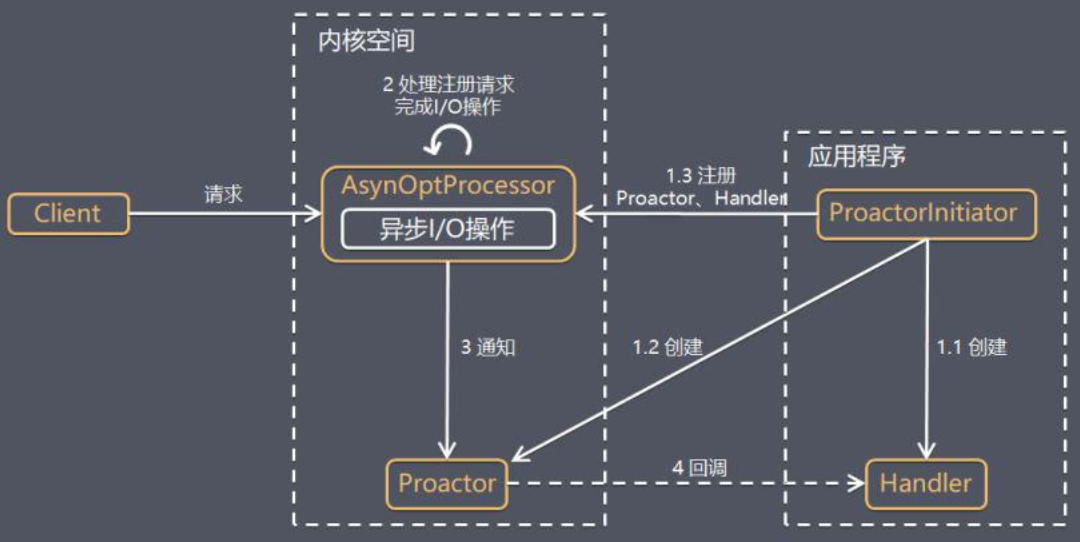 内核空间
2 处理注册请求
完成I/O操作
应用程序
AsynOptProcessor
1.3 注册
Proactor、Handler
请求
Client
ProactorInitiator
异步I/O操作
3 通知
1.2 创建
1.1 创建
4 回调
Proactor
Handler